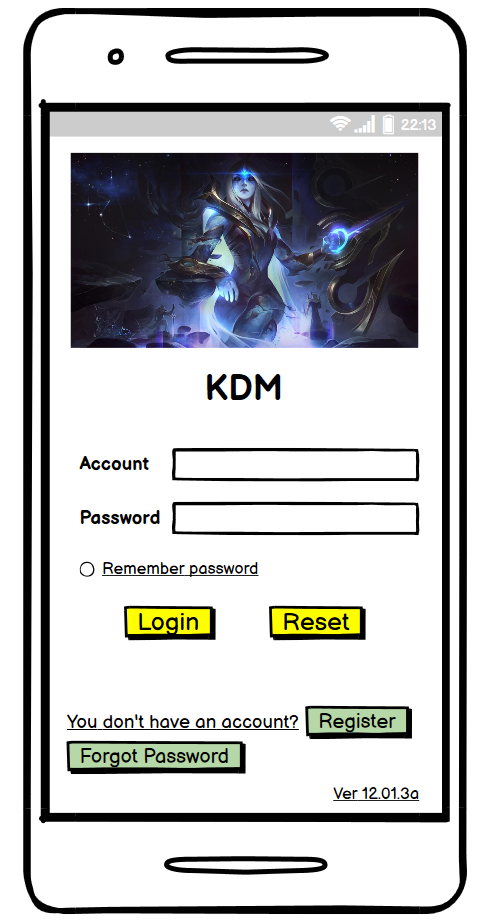 22:13
KDM
Account
Password
Remember password
Login Reset
You don't have an account? Register
Forgot Password
Ver 12.01.3a